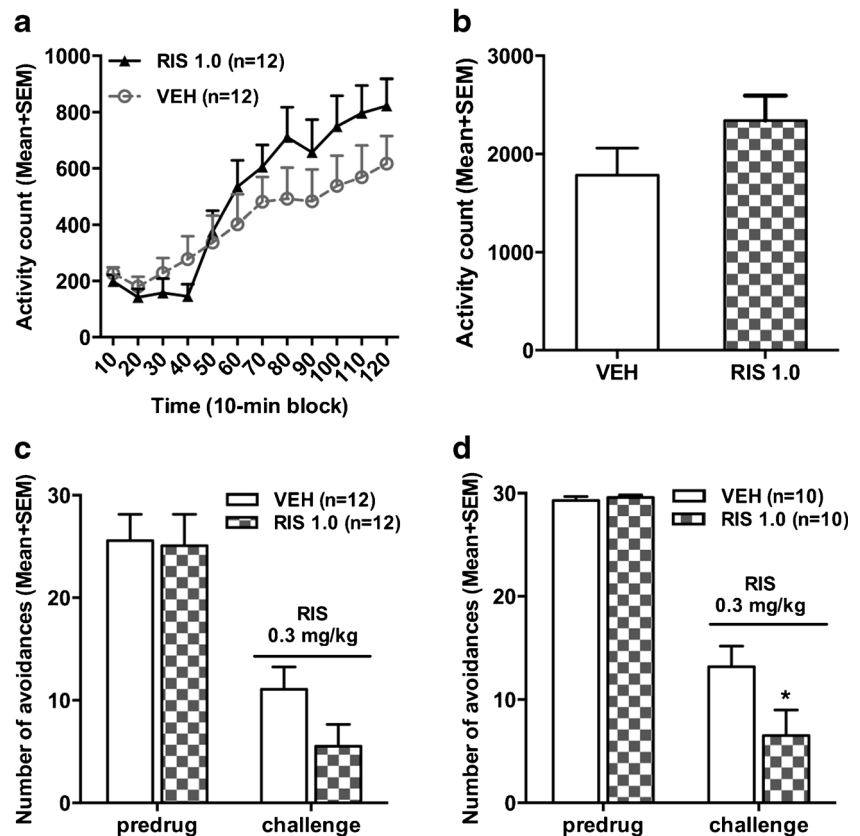 a
Activity count (Mean+SEM)
1000
800
600
400
200
0
RIS 1.0 (n=12)
VEH (n=12)
10 20 30 40 50 60 70 80 90 100 110 120
Time (10-min block)
b
Activity count (Mean+SEM)
3000
2000
1000
0
VEH RIS 1.0
c
Number of avoidances (Mean+SEM)
30
20
10
0
VEH (n=12)
RIS 1.0 (n=12)
RIS
0.3 mg/kg
predrug challenge
d
Number of avoidances (Mean+SEM)
30
20
10
0
VEH (n=10)
RIS 1.0 (n=10)
RIS
0.3 mg/kg
*
predrug challenge